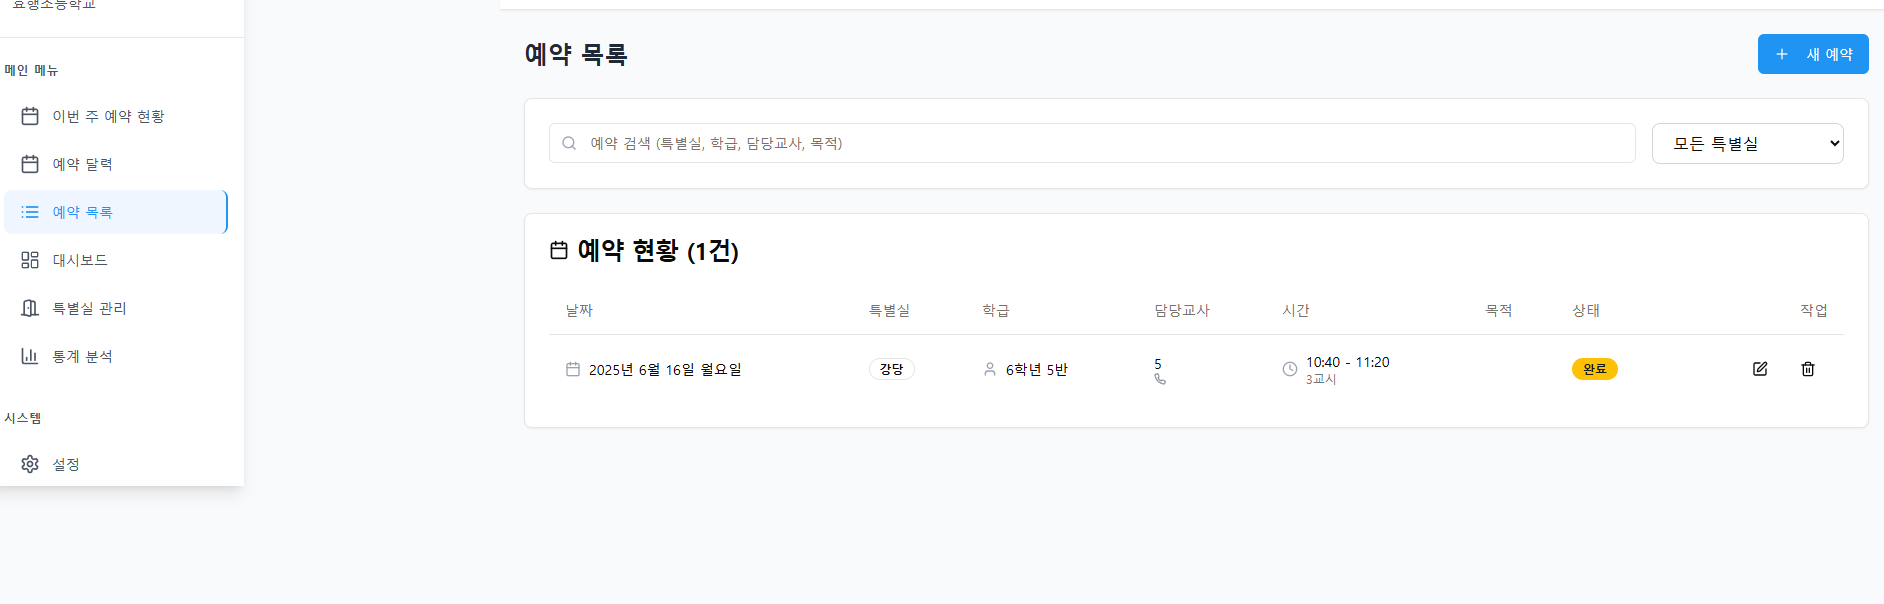 효행초등학교
메인 메뉴
이번 주 예약 현황
예약 달력
예약 목록
대시보드
특별실 관리
통계 분석
시스템
설정
예약 목록
새 예약
예약 검색 (특별실, 학급, 담당교사, 목적)
모든 특별실
예약 현황 (1건)
날짜 특별실 학급 담당교사 시간 목적 상태 작업
2025년 6월 16일 월요일 강당 6학년 5반 5 10:40 - 11:20 완료
3교시